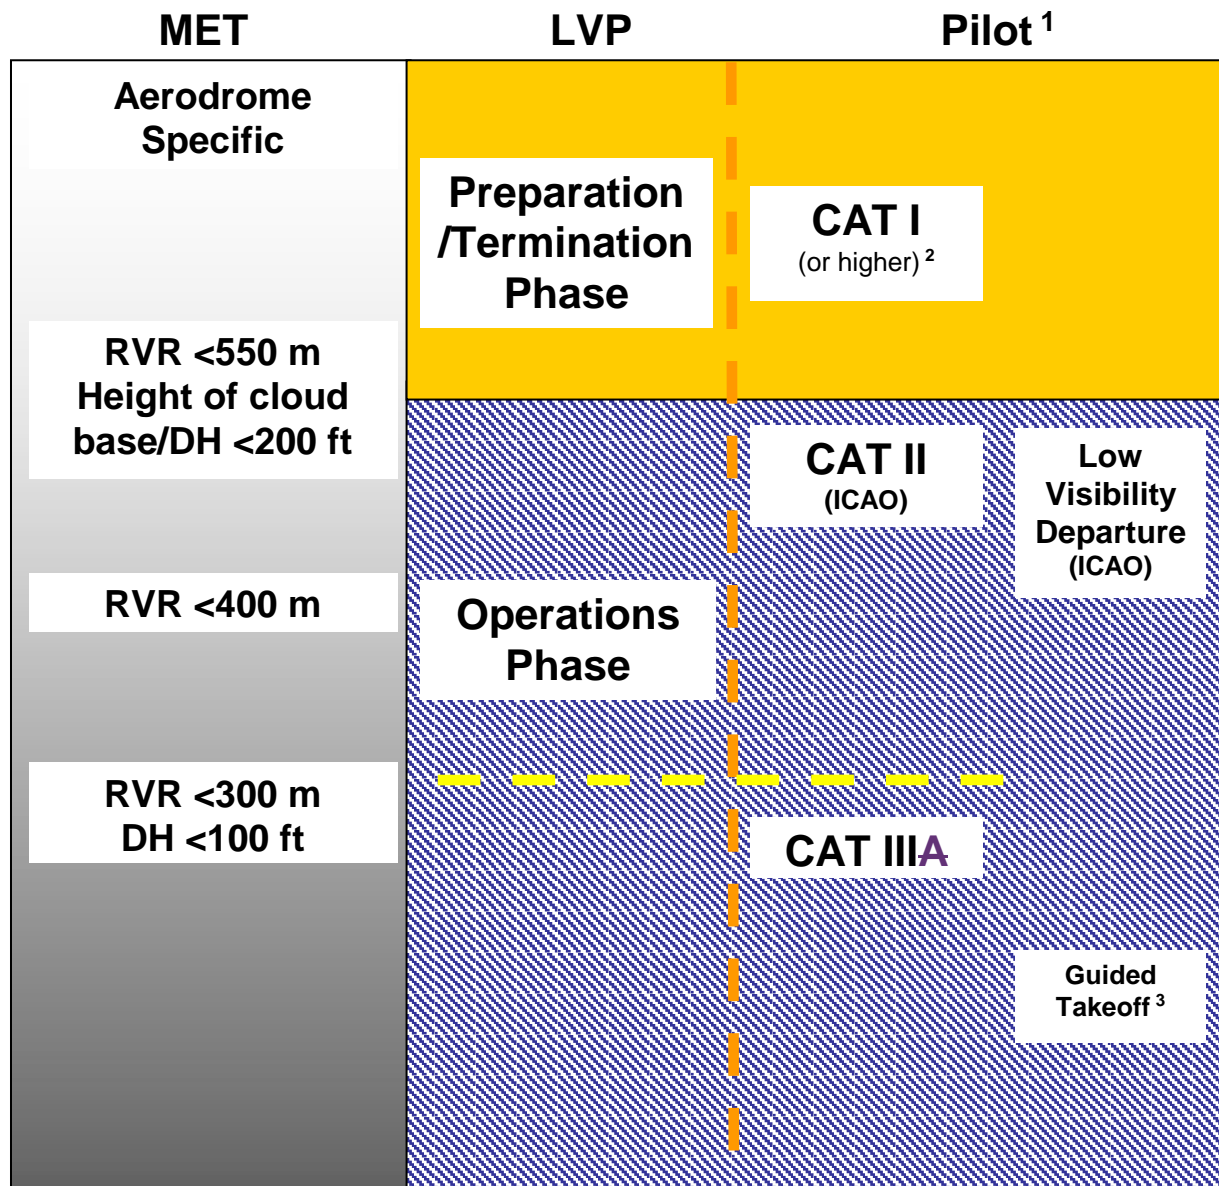 MET
LVP
Pilot 1
Aerodrome
Specific
Preparation
/Termination
Phase
CAT I
(or higher) 2
RVR <550 m
Height of cloud
base/DH <200 ft
CAT II
(ICAO)
Low
Visibility
Departure
(ICAO)
RVR <400 m
Operations
Phase
RVR <300 m
DH <100 ft
CAT IIIA
Guided
Takeoff 3